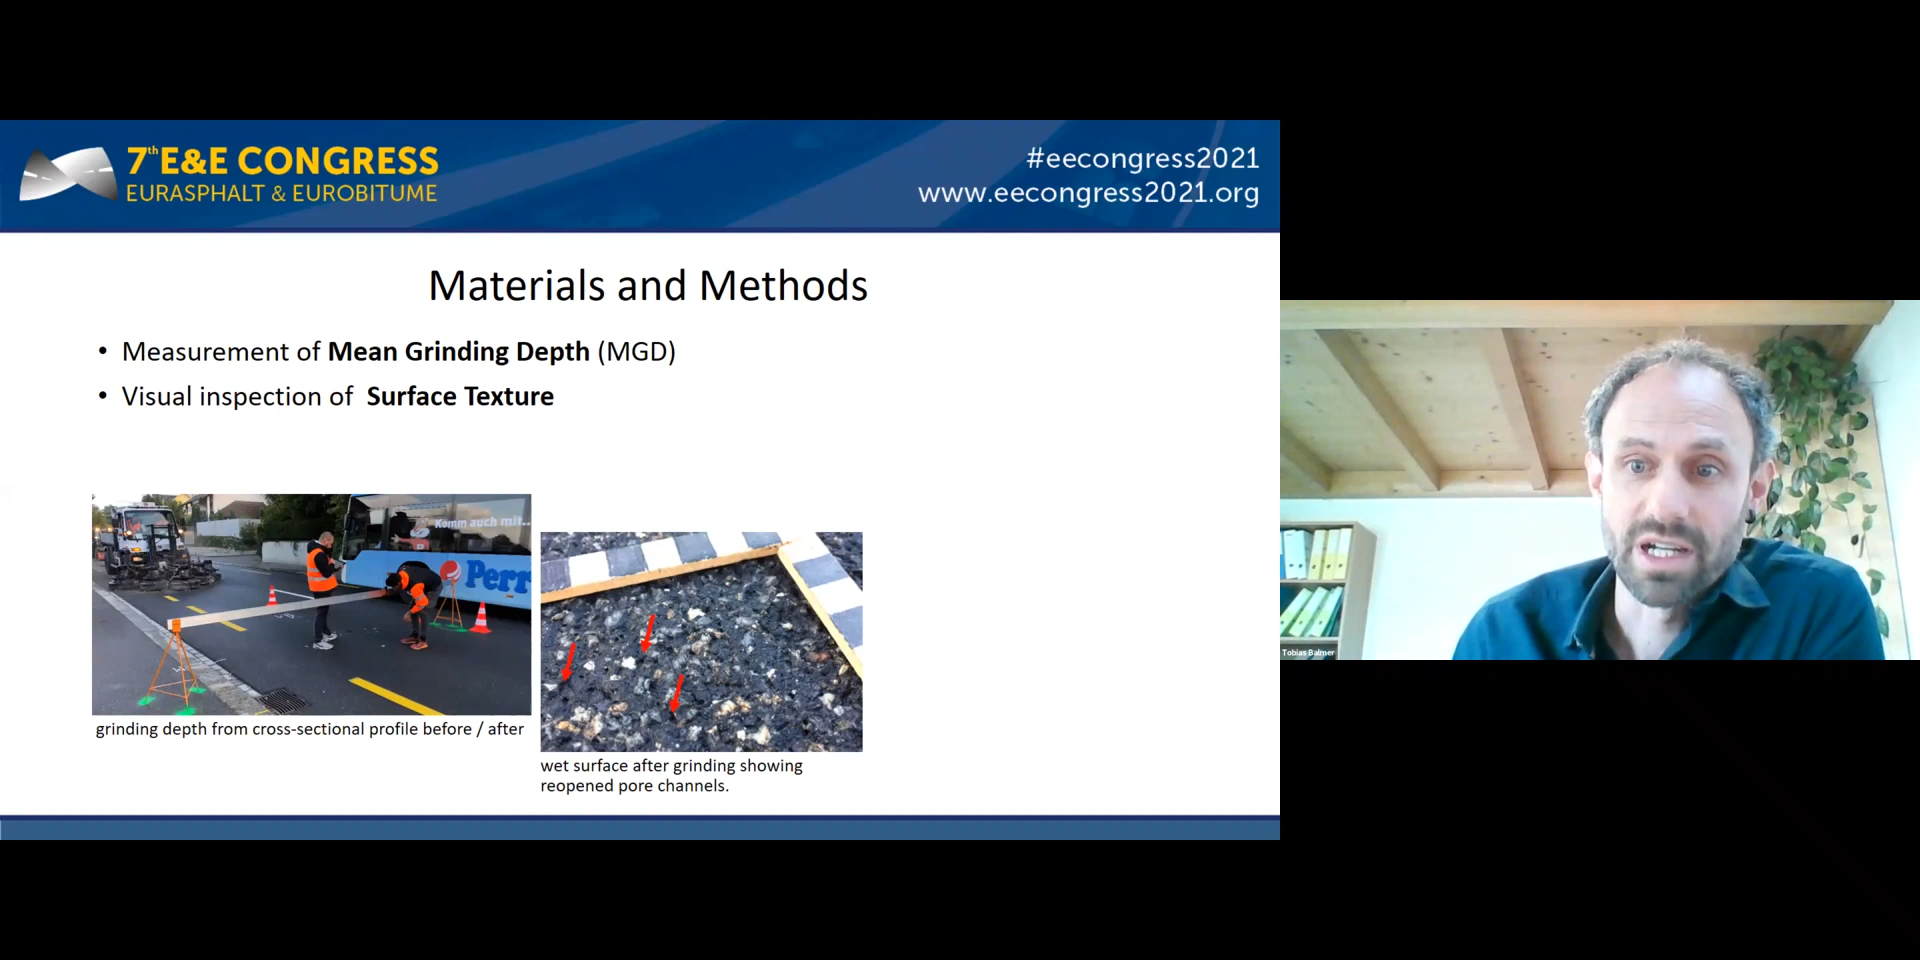 7th E&E CONGRESS
EURASPHALT & EUROBITUME
#eecongress2021
www.eecongress2021.org
Materials and Methods
• Measurement of Mean Grinding Depth (MGD)
• Visual inspection of Surface Texture
Komm auch mit..
Perr
grinding depth from cross-sectional profile before / after
wet surface after grinding showing
reopened pore channels.
Tobias Balmer